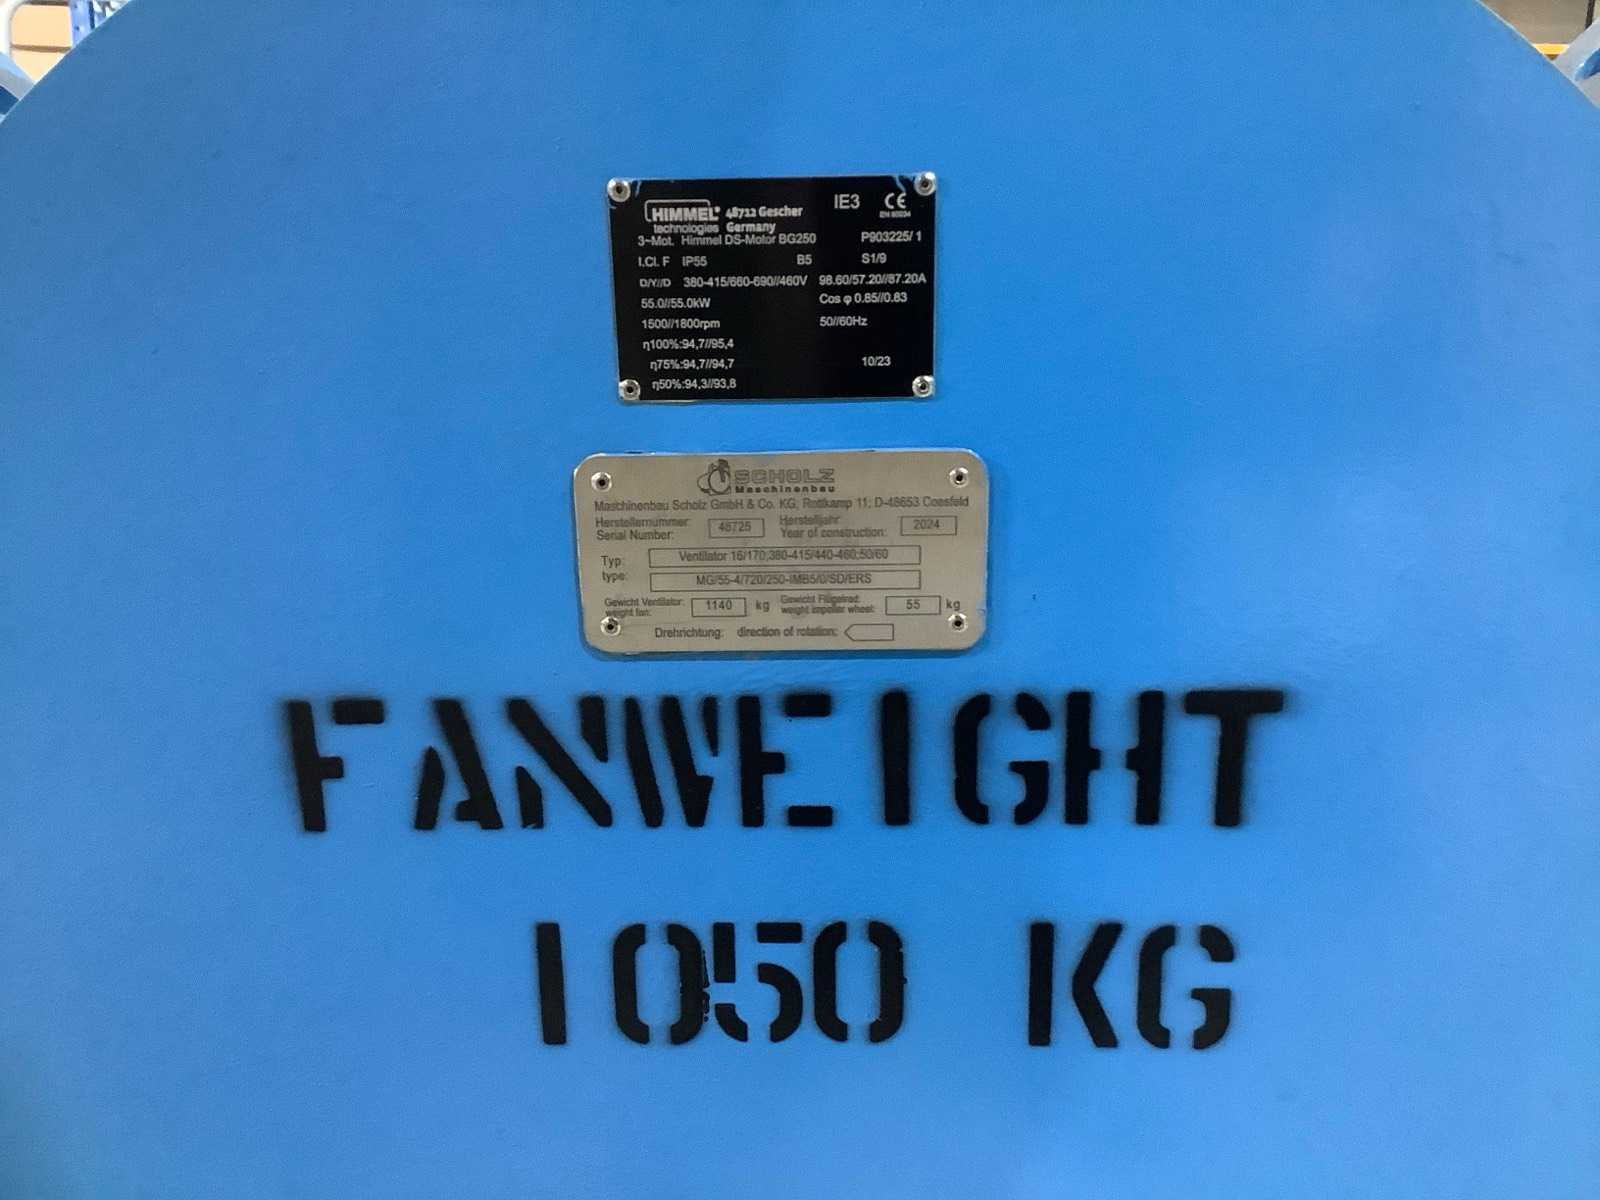 HIMMEL® 48712 Gescher IE3 CE
technologies Germany EN 60034
3~Mot. Himmel DS-Motor BG250 P903225/ 1
I.Cl. F IP55 B5 S1/9
D/Y//D 380-415/660-690//460V 98.60/57.20//87.20A
55.0//55.0kW Cos φ 0.85//0.83
1500//1800rpm 50//60Hz
η100%:94,7//95,4
η75%:94,7//94,7 10/23
η50%:94,3//93,8
SCHOLZ
Maschinenbau
Maschinenbau Scholz GmbH & Co. KG, Rottkamp 11; D-48653 Coesfeld
Herstellernummer: 48725 Herstelljahr: 2024
Serial Number: Year of construction:
Typ: Ventilator 16/170;380-415/440-460;50/60
type: MG/55-4/720/250-IMB5/0/SD/ERS
Gewicht Ventilator: 1140 kg Gewicht Flügelrad: 55 kg
weight fan: weight impeller wheel:
Drehrichtung: direction of rotation:
FANWEIGHT
1050 KG